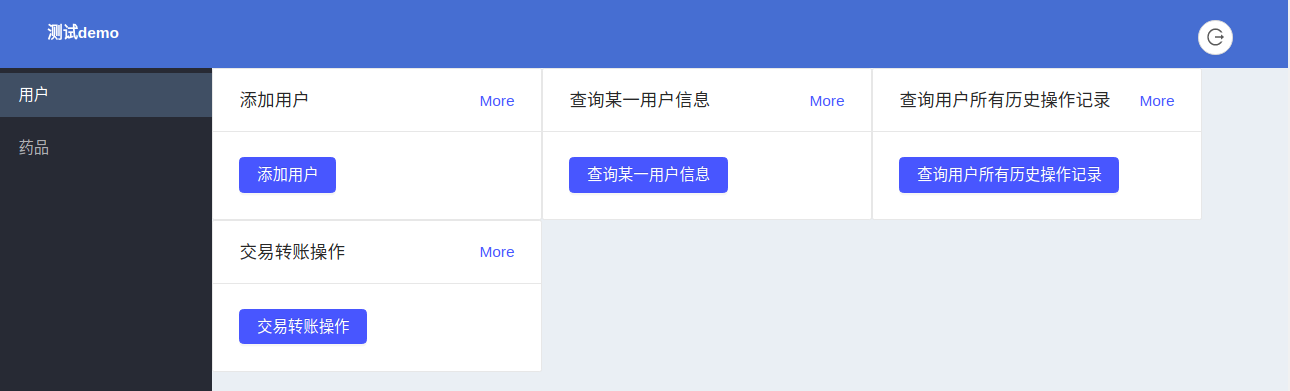 测试demo
用户
药品
添加用户 More
添加用户
查询某一用户信息 More
查询某一用户信息
查询用户所有历史操作记录 More
查询用户所有历史操作记录
交易转账操作 More
交易转账操作